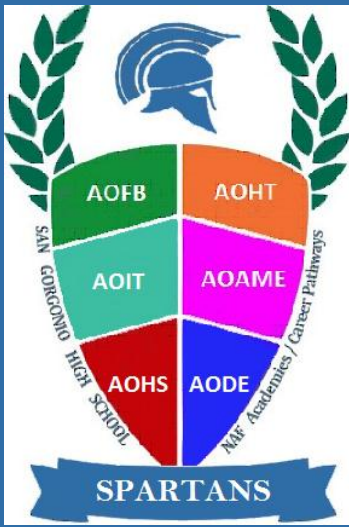 AOFB
AOHT
AOIT
AOAME
AOHS
AODE
SAN GORGONIO HIGH SCHOOL
NAF Academies / Career Pathways
SPARTANS